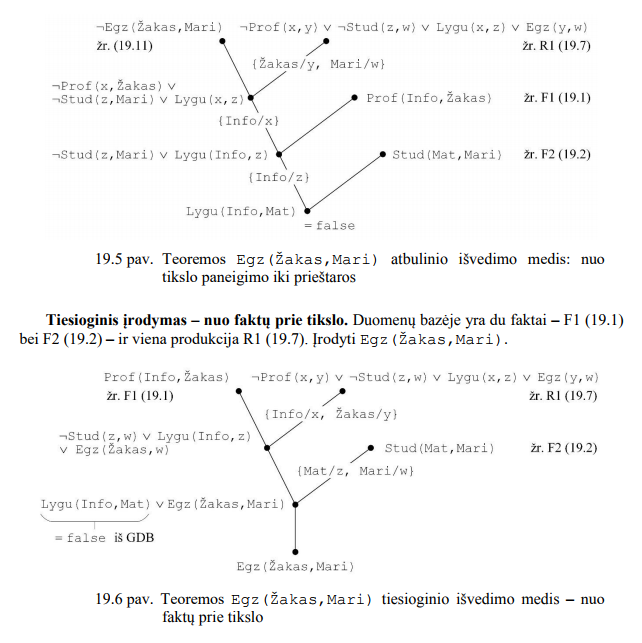 ¬Egz(Žakas,Mari) ¬Prof(x,y) ∨ ¬Stud(z,w) ∨ Lygu(x,z) ∨ Egz(y,w)
žr. (19.11) žr. R1 (19.7)
{Žakas/y, Mari/w}
¬Prof(x,Žakas) ∨
¬Stud(z,Mari) ∨ Lygu(x,z) Prof(Info,Žakas) žr. F1 (19.1)
{Info/x}
¬Stud(z,Mari) ∨ Lygu(Info,z) Stud(Mat,Mari) žr. F2 (19.2)
{Info/z}
Lygu(Info,Mat)
= false
19.5 pav. Teoremos Egz(Žakas,Mari) atbulinio išvedimo medis: nuo
tikslo paneigimo iki prieštaros
Tiesioginis įrodymas – nuo faktų prie tikslo. Duomenų bazėje yra du faktai – F1 (19.1)
bei F2 (19.2) – ir viena produkcija R1 (19.7). Įrodyti Egz(Žakas,Mari).
Prof(Info,Žakas) ¬Prof(x,y) ∨ ¬Stud(z,w) ∨ Lygu(x,z) ∨ Egz(y,w)
žr. F1 (19.1) žr. R1 (19.7)
{Info/x, Žakas/y}
¬Stud(z,w) ∨ Lygu(Info,z)
∨ Egz(Žakas,w) Stud(Mat,Mari) žr. F2 (19.2)
{Mat/z, Mari/w}
Lygu(Info,Mat) ∨ Egz(Žakas,Mari)
= false iš GDB
Egz(Žakas,Mari)
19.6 pav. Teoremos Egz(Žakas,Mari) tiesioginio išvedimo medis – nuo
faktų prie tikslo